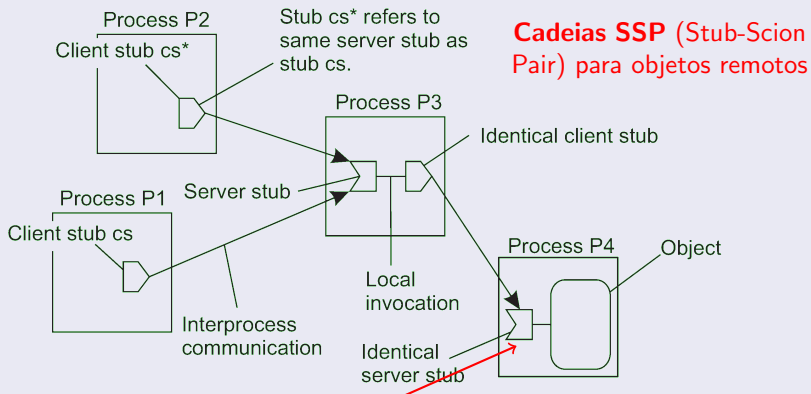 Process P2
Client stub cs*
Stub cs* refers to
same server stub as
stub cs.
Cadeias SSP (Stub-Scion
Pair) para objetos remotos
Process P3
Identical client stub
Server stub
Process P1
Client stub cs
Process P4
Object
Local
invocation
Interprocess
communication
Identical
server stub